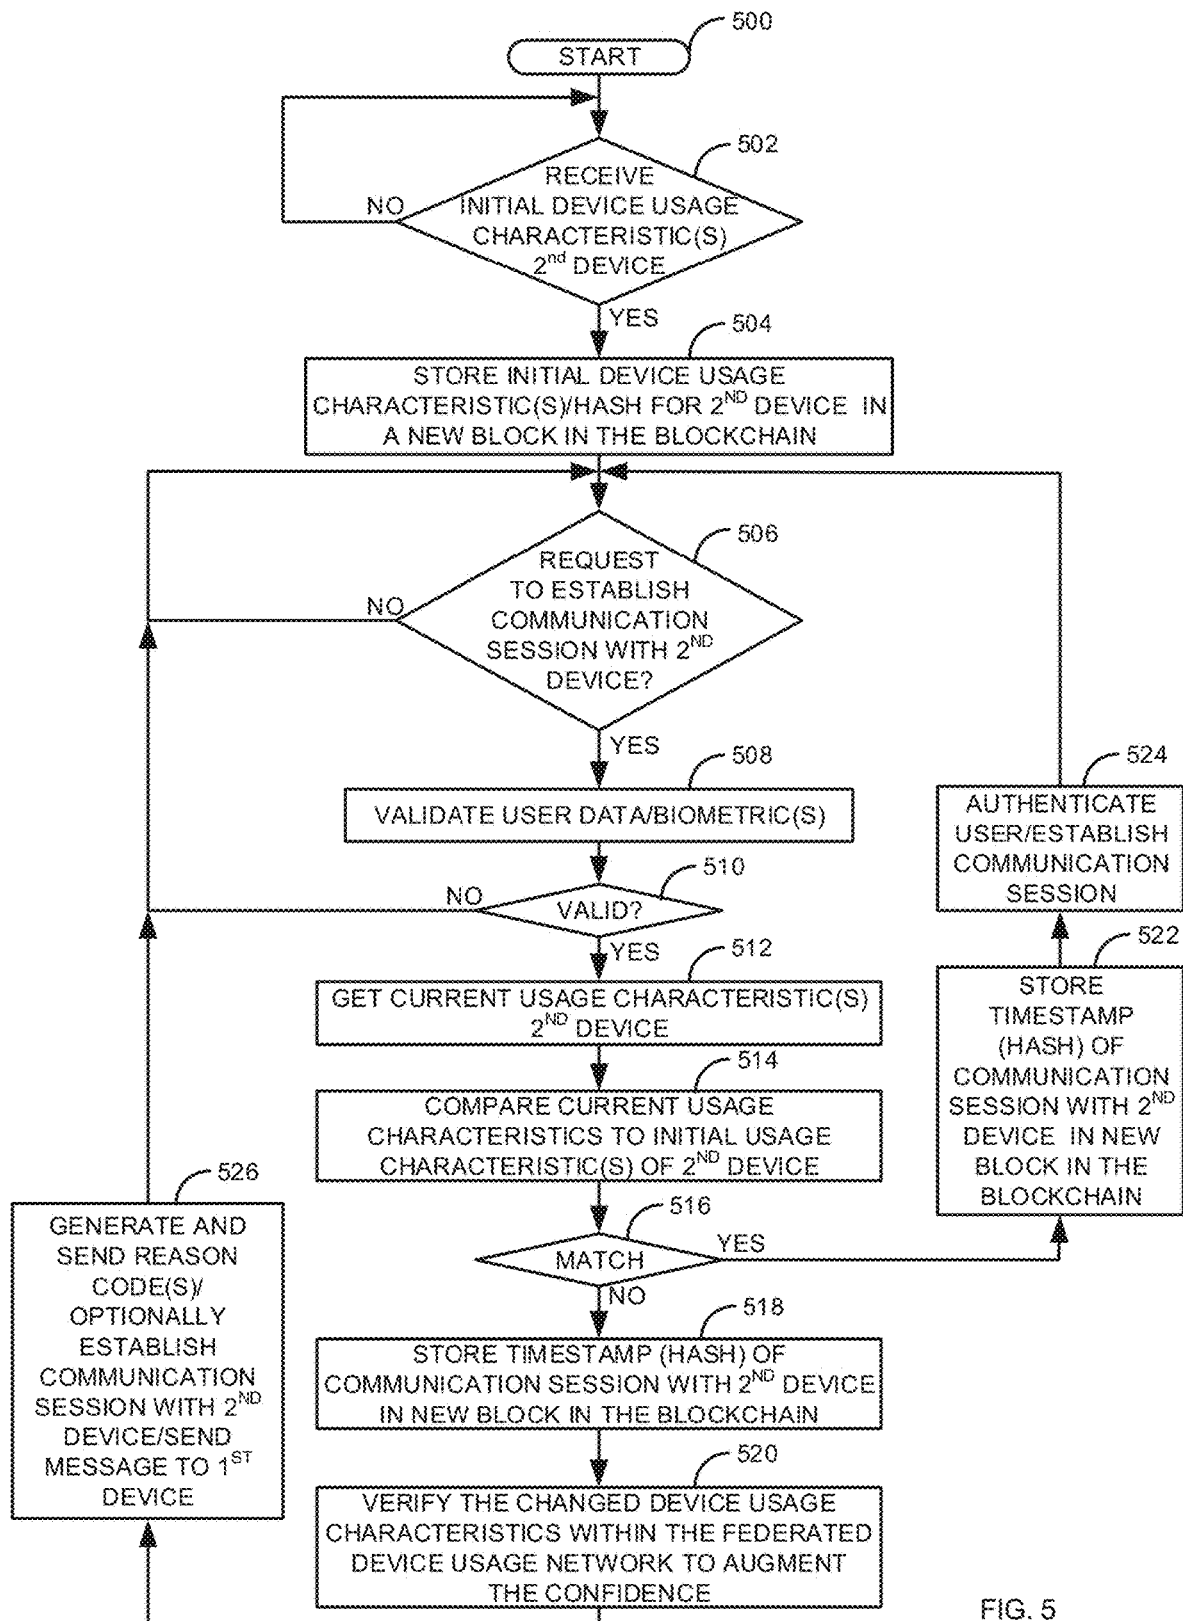 500
START
502
RECEIVE
INITIAL DEVICE USAGE
CHARACTERISTIC(S)
2nd DEVICE
NO
YES
504
STORE INITIAL DEVICE USAGE
CHARACTERISTIC(S)/HASH FOR 2ND DEVICE IN
A NEW BLOCK IN THE BLOCKCHAIN
506
REQUEST
TO ESTABLISH
COMMUNICATION
SESSION WITH 2ND
DEVICE?
NO
YES
508
VALIDATE USER DATA/BIOMETRIC(S)
510
VALID?
NO
YES
512
GET CURRENT USAGE CHARACTERISTIC(S)
2ND DEVICE
514
COMPARE CURRENT USAGE
CHARACTERISTICS TO INITIAL USAGE
CHARACTERISTIC(S) OF 2ND DEVICE
516
MATCH
YES
NO
518
STORE TIMESTAMP (HASH) OF
COMMUNICATION SESSION WITH 2ND DEVICE
IN NEW BLOCK IN THE BLOCKCHAIN
520
VERIFY THE CHANGED DEVICE USAGE
CHARACTERISTICS WITHIN THE FEDERATED
DEVICE USAGE NETWORK TO AUGMENT
THE CONFIDENCE
522
STORE
TIMESTAMP
(HASH) OF
COMMUNICATION
SESSION WITH 2ND
DEVICE IN NEW
BLOCK IN THE
BLOCKCHAIN
524
AUTHENTICATE
USER/ESTABLISH
COMMUNICATION
SESSION
526
GENERATE AND
SEND REASON
CODE(S)/
OPTIONALLY
ESTABLISH
COMMUNICATION
SESSION WITH 2ND
DEVICE/SEND
MESSAGE TO 1ST
DEVICE
FIG. 5